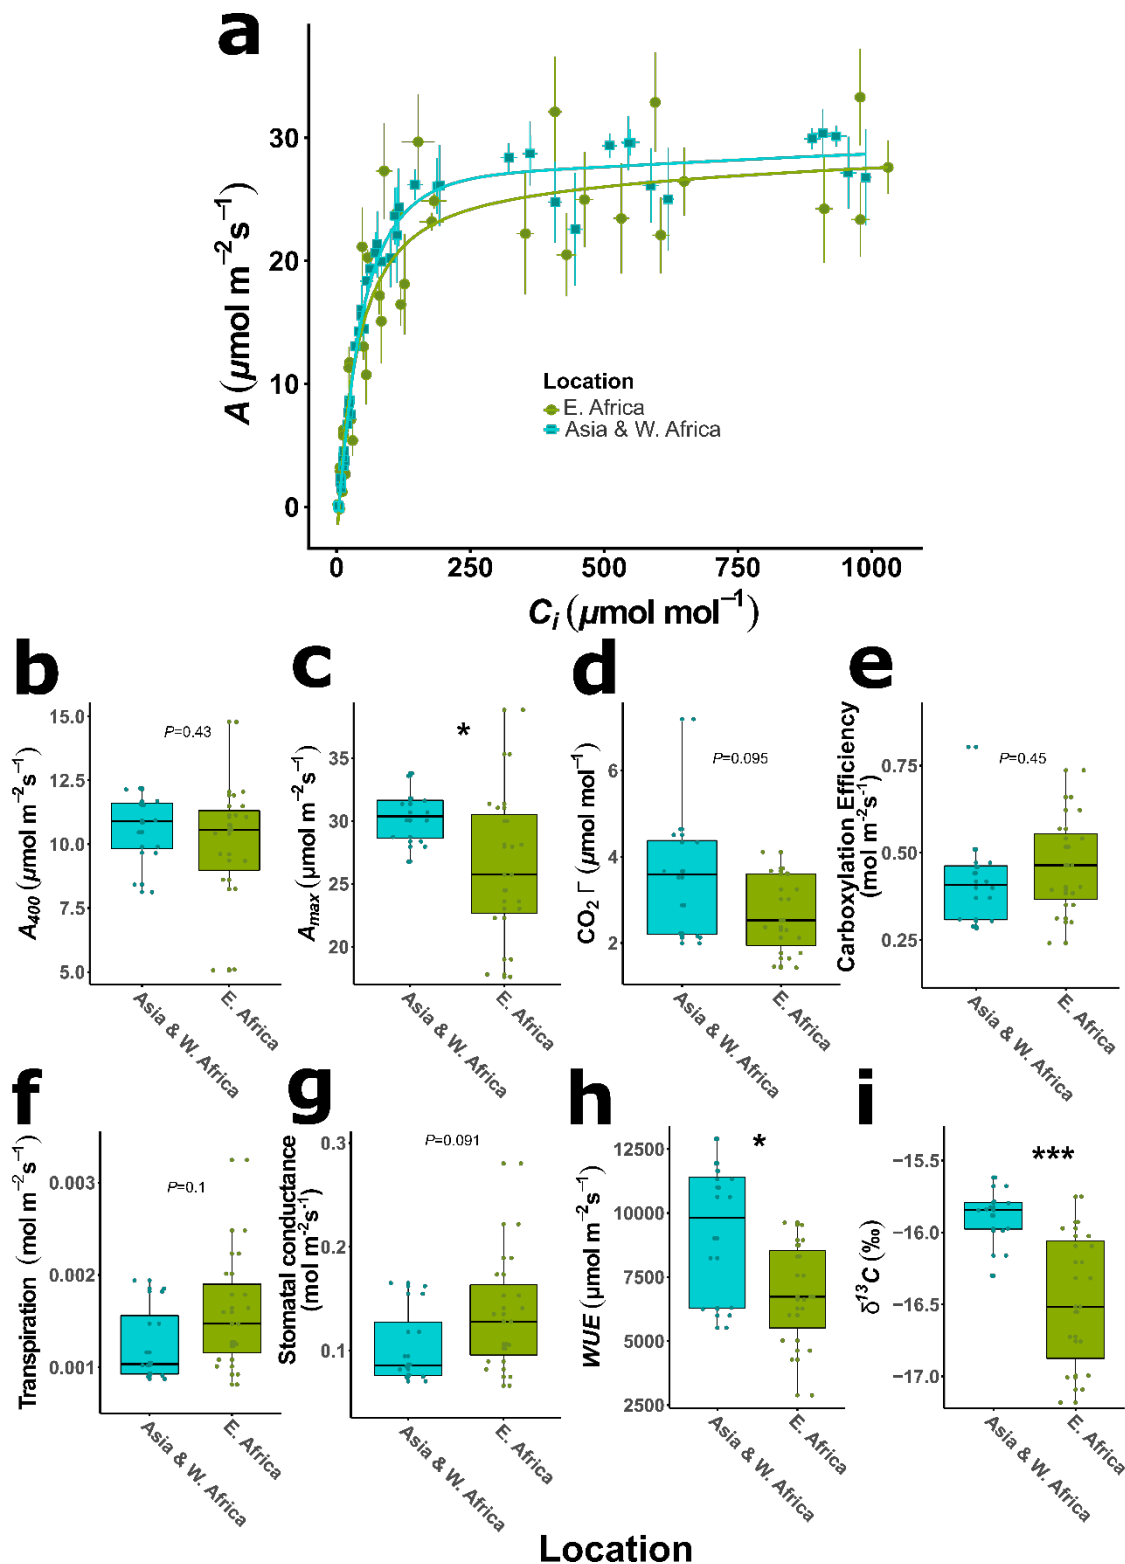 a
A (µmol m⁻²s⁻¹)
30
20
10
0
Location
E. Africa
Asia & W. Africa
0 250 500 750 1000
Cᵢ (µmol mol⁻¹)
b
A₄₀₀ (µmol m⁻²s⁻¹)
15.0
12.5
10.0
7.5
5.0
P=0.43
Asia & W. Africa
E. Africa
c
Aₘₐₓ (µmol m⁻²s⁻¹)
35
30
25
20
*
Asia & W. Africa
E. Africa
d
CO₂ Γ (µmol mol⁻¹)
6
4
2
P=0.095
Asia & W. Africa
E. Africa
e
Carboxylation Efficiency
(mol m⁻²s⁻¹)
0.75
0.50
0.25
P=0.45
Asia & W. Africa
E. Africa
f
Transpiration (mol m⁻²s⁻¹)
0.003
0.002
0.001
P=0.1
Asia & W. Africa
E. Africa
g
Stomatal conductance
(mol m⁻²s⁻¹)
0.3
0.2
0.1
P=0.091
Asia & W. Africa
E. Africa
h
WUE (µmol m⁻²s⁻¹)
12500
10000
7500
5000
2500
*
Asia & W. Africa
E. Africa
i
δ¹³C (‰)
−15.5
−16.0
−16.5
−17.0
***
Asia & W. Africa
E. Africa
Location